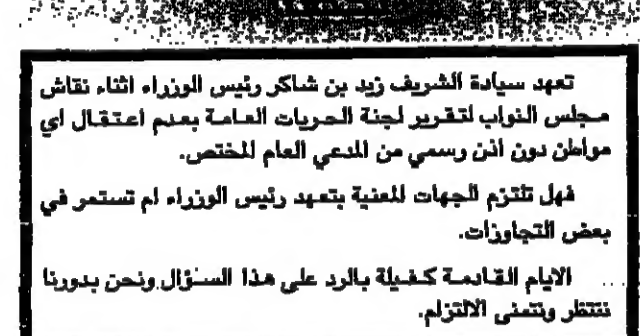 تعهد سيادة الشريف زيد بن شاكر رئيس الوزراء اثناء نقاش
مجلس النواب لتقرير لجنة الحريات العامة بعدم اعتقال اي
مواطن دون اذن رسمي من المدعي العام المختص.
فهل تلتزم الجهات المعنية بتعهد رئيس الوزراء ام تستمر في
بعض التجاوزات.
الايام القادمة كفيلة بالرد على هذا السؤال ونحن بدورنا
ننتظر ونتمنى الالتزام.